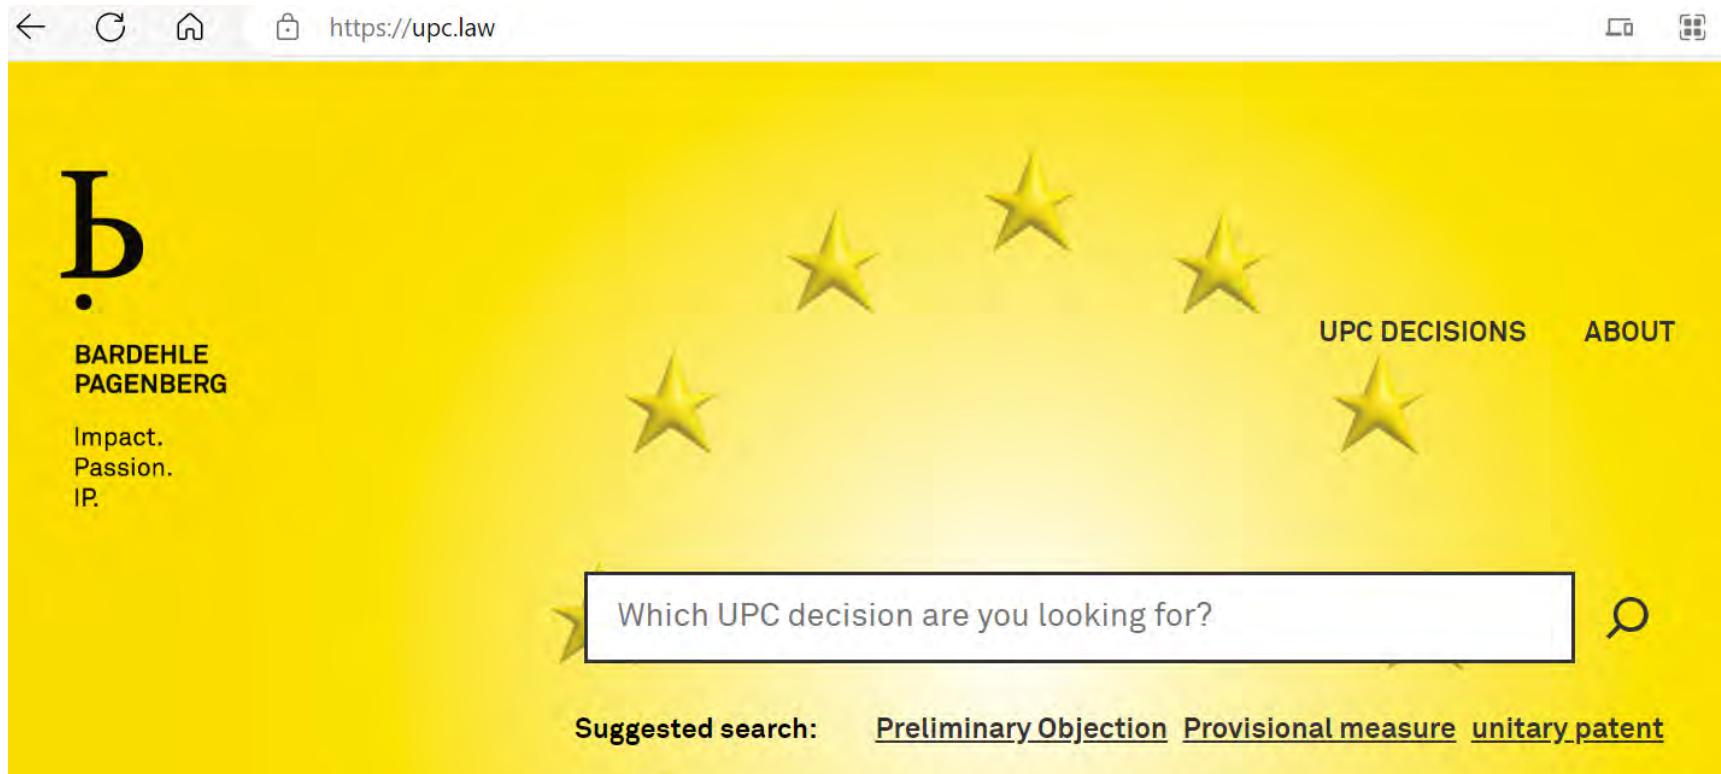 https://upc.law
b
BARDEHLE
PAGENBERG
Impact.
Passion.
IP.
UPC DECISIONS ABOUT
Which UPC decision are you looking for?
Suggested search: Preliminary Objection Provisional measure unitary patent